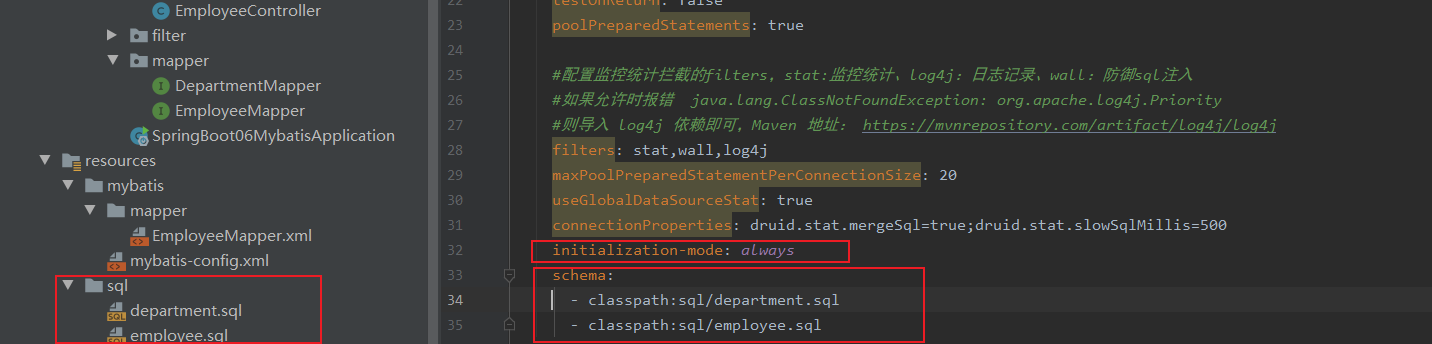 EmployeeController
filter
mapper
DepartmentMapper
EmployeeMapper
SpringBoot06MybatisApplication
resources
mybatis
mapper
EmployeeMapper.xml
mybatis-config.xml
sql
department.sql
employee.sql
22 testOnReturn: false
23 poolPreparedStatements: true
24
25 #配置监控统计拦截的filters，stat:监控统计、log4j：日志记录、wall：防御sql注入
26 #如果允许时报错  java.lang.ClassNotFoundException: org.apache.log4j.Priority
27 #则导入 log4j 依赖即可，Maven 地址： https://mvnrepository.com/artifact/log4j/log4j
28 filters: stat,wall,log4j
29 maxPoolPreparedStatementPerConnectionSize: 20
30 useGlobalDataSourceStat: true
31 connectionProperties: druid.stat.mergeSql=true;druid.stat.slowSqlMillis=500
32 initialization-mode: always
33 schema:
34 - classpath:sql/department.sql
35 - classpath:sql/employee.sql